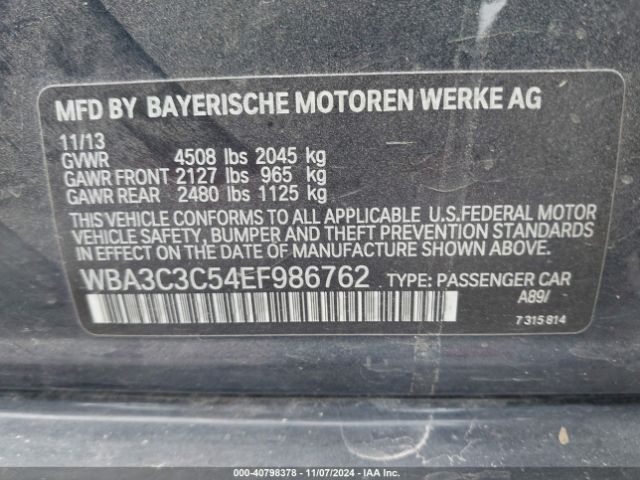 MFD BY BAYERISCHE MOTOREN WERKE AG
11/13
GVWR 4508 lbs 2045 kg
GAWR FRONT 2127 lbs 965 kg
GAWR REAR 2480 lbs 1125 kg
THIS VEHICLE CONFORMS TO ALL APPLICABLE U.S.FEDERAL MOTOR
VEHICLE SAFETY, BUMPER AND THEFT PREVENTION STANDARDS
IN EFFECT ON THE DATE OF MANUFACTURE SHOWN ABOVE.
WBA3C3C54EF986762 TYPE: PASSENGER CAR
A89/
7 315 814
000-40798378 - 11/07/2024 - IAA Inc.